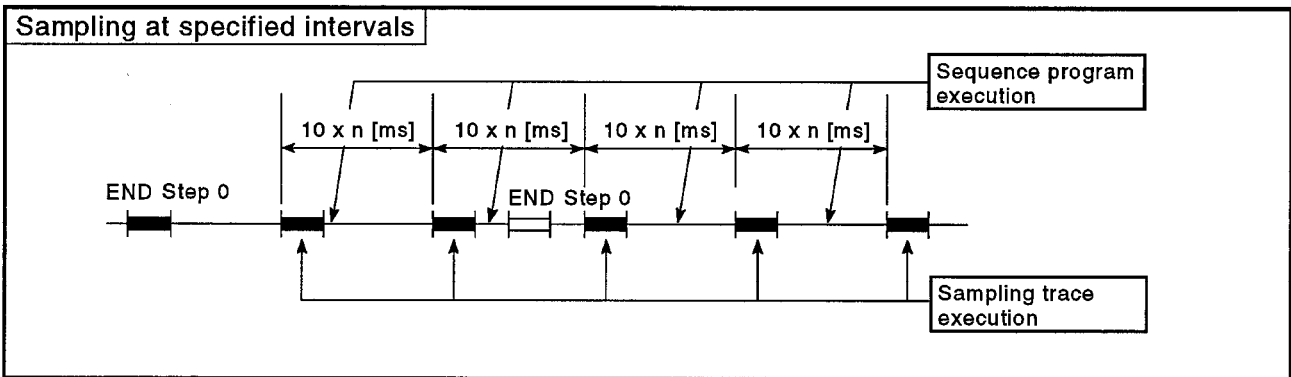 Sampling at specified intervals
Sequence program
execution
10 x n [ms] 10 x n [ms] 10 x n [ms] 10 x n [ms]
END Step 0
END Step 0
Sampling trace
execution